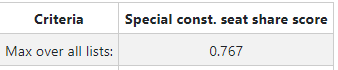 Criteria Special const. seat share score
Max over all lists: 0.767